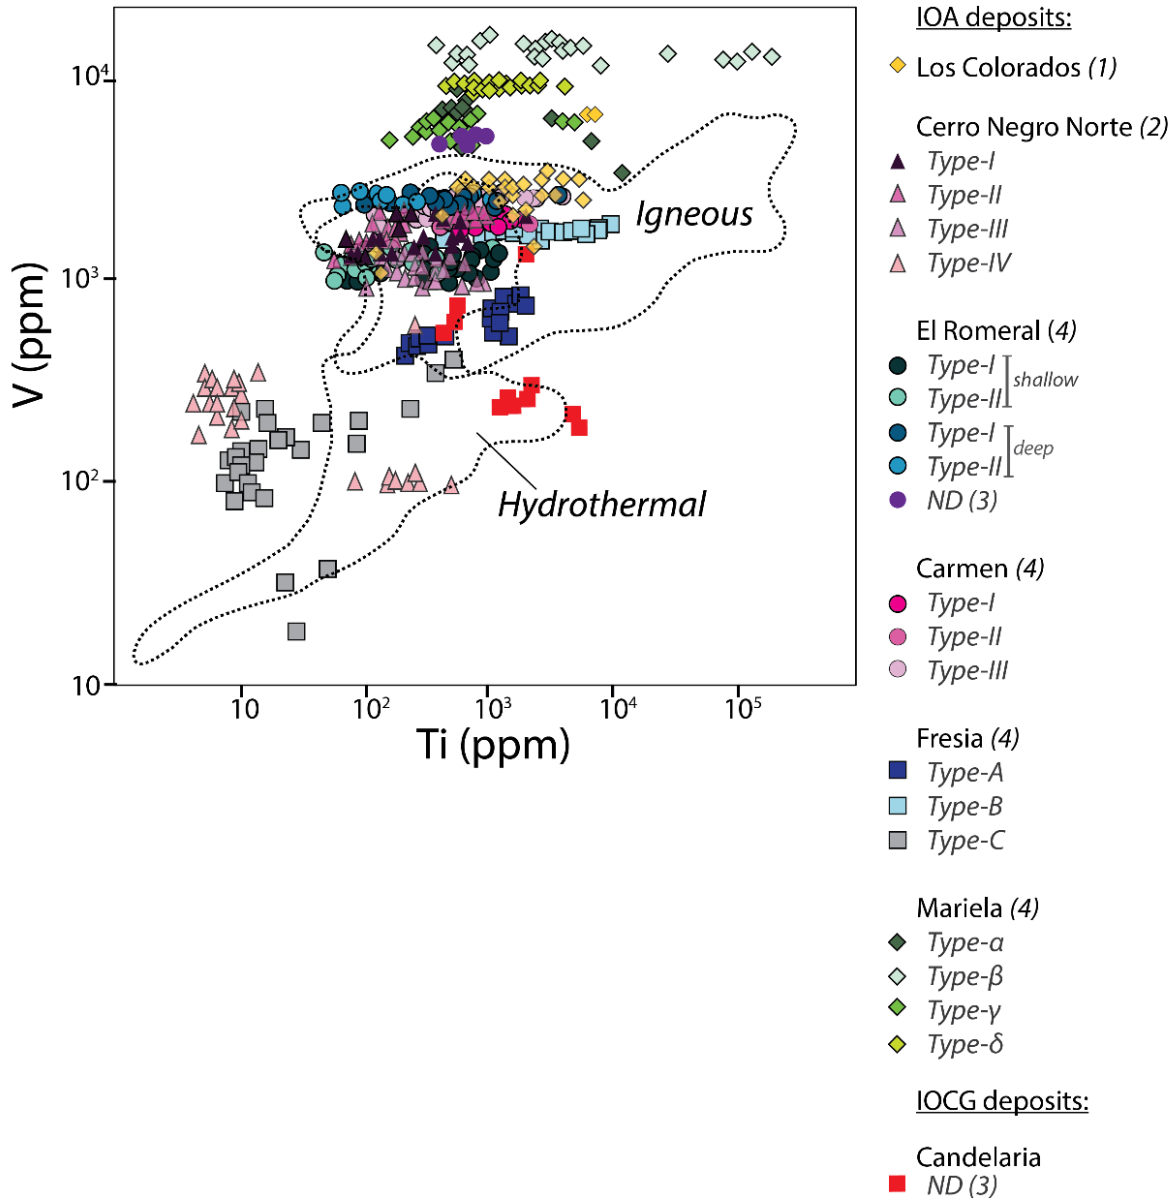 IOA deposits:
Los Colorados (1)
Cerro Negro Norte (2)
Type-I
Type-II
Type-III
Type-IV
El Romeral (4)
Type-I
Type-II
shallow
Type-I
Type-II
deep
ND (3)
Carmen (4)
Type-I
Type-II
Type-III
Fresia (4)
Type-A
Type-B
Type-C
Mariela (4)
Type-α
Type-β
Type-γ
Type-δ
IOCG deposits:
Candelaria
ND (3)
V (ppm)
10⁴
10³
10²
10
Igneous
Hydrothermal
10
10²
10³
10⁴
10⁵
Ti (ppm)